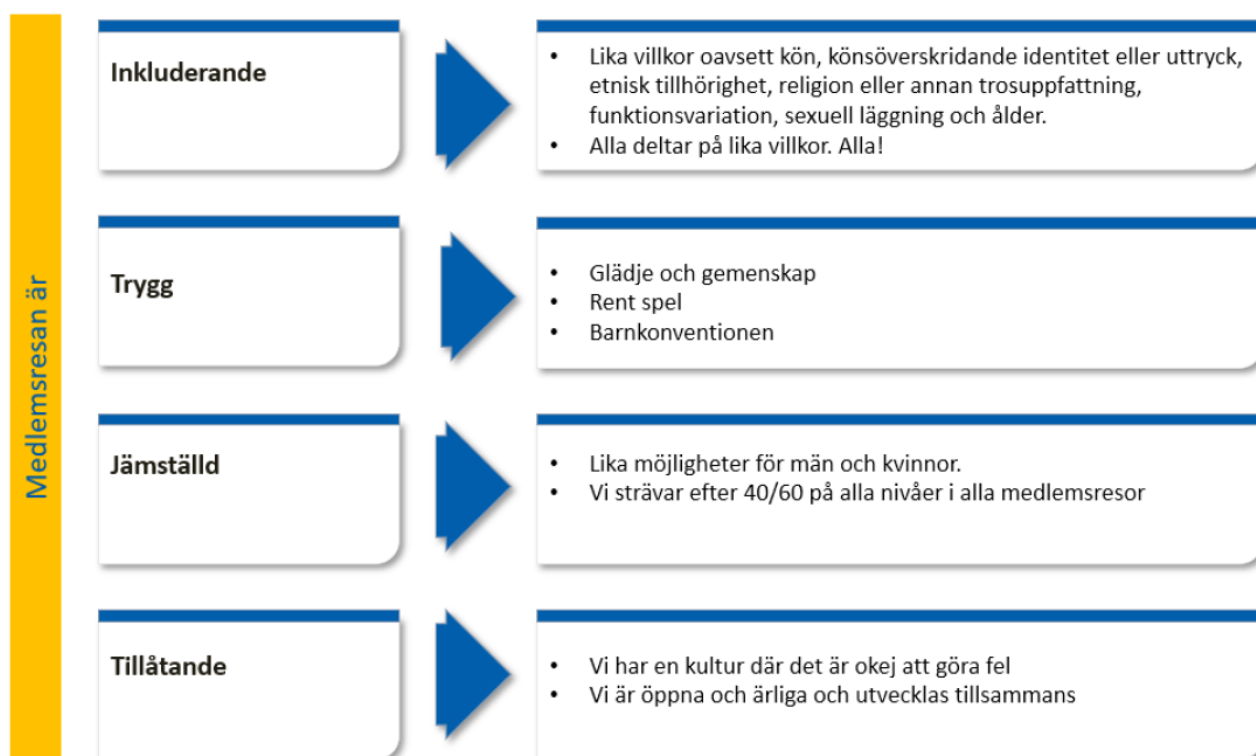 Medlemsresan är
Inkluderande
• Lika villkor oavsett kön, könsöverskridande identitet eller uttryck,
etnisk tillhörighet, religion eller annan trosuppfattning,
funktionsvariation, sexuell läggning och ålder.
• Alla deltar på lika villkor. Alla!
Trygg
• Glädje och gemenskap
• Rent spel
• Barnkonventionen
Jämställd
• Lika möjligheter för män och kvinnor.
• Vi strävar efter 40/60 på alla nivåer i alla medlemsresor
Tillåtande
• Vi har en kultur där det är okej att göra fel
• Vi är öppna och ärliga och utvecklas tillsammans